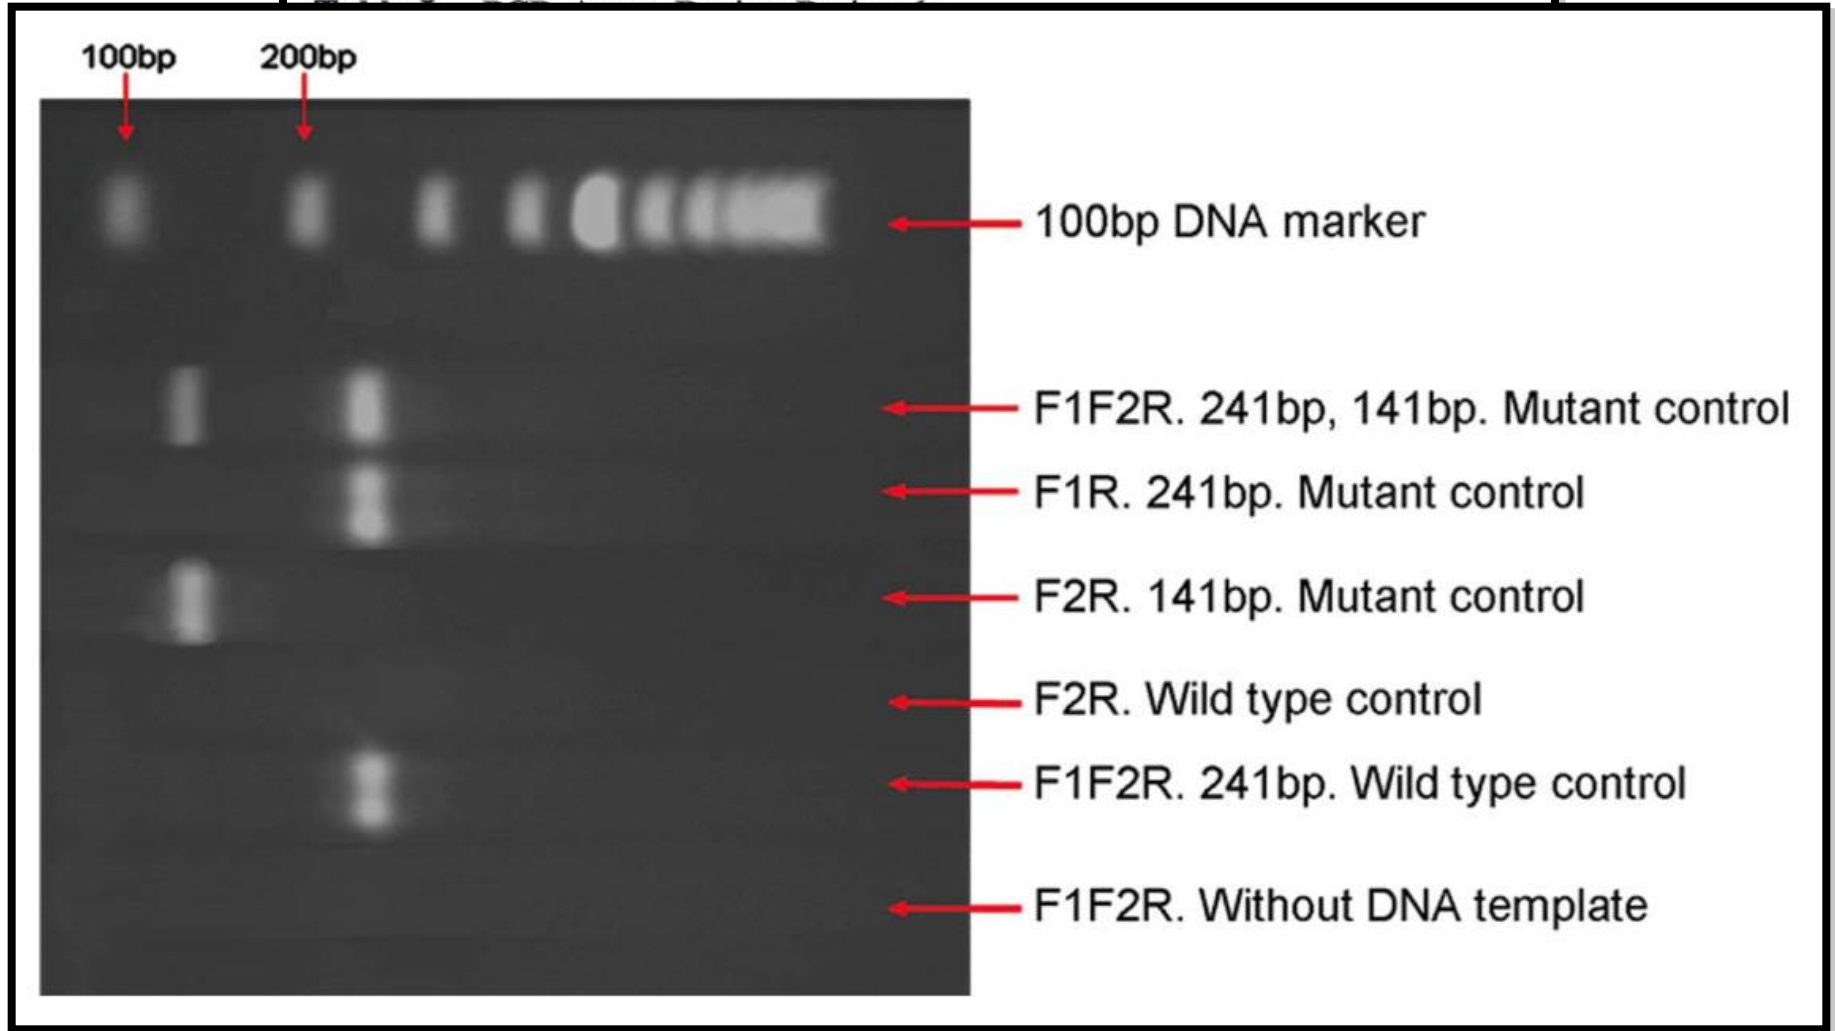 100bp 200bp
100bp DNA marker
F1F2R. 241bp, 141bp. Mutant control
F1R. 241bp. Mutant control
F2R. 141bp. Mutant control
F2R. Wild type control
F1F2R. 241bp. Wild type control
F1F2R. Without DNA template